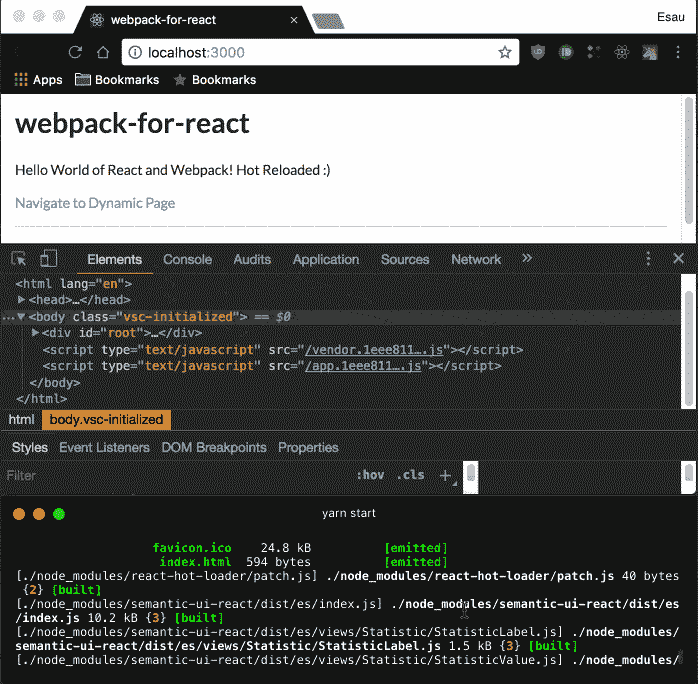 webpack-for-react × Esau
localhost:3000
Apps Bookmarks Bookmarks
webpack-for-react
Hello World of React and Webpack! Hot Reloaded :)
Navigate to Dynamic Page
Elements Console Audits Application Sources Network »
<html lang="en">
▶<head>…</head>
…▼<body class="vsc-initialized"> == $0
▶<div id="root">…</div>
<script type="text/javascript" src="/vendor.1eee811….js"></script>
<script type="text/javascript" src="/app.1eee811….js"></script>
</body>
</html>
html body.vsc-initialized
Styles Event Listeners DOM Breakpoints Properties
Filter :hov .cls +
yarn start
favicon.ico 24.8 kB [emitted]
index.html 594 bytes [emitted]
[./node_modules/react-hot-loader/patch.js] ./node_modules/react-hot-loader/patch.js 40 bytes
{2} [built]
[./node_modules/semantic-ui-react/dist/es/index.js] ./node_modules/semantic-ui-react/dist/es
/index.js 10.2 kB {3} [built]
[./node_modules/semantic-ui-react/dist/es/views/Statistic/StatisticLabel.js] ./node_modules/
semantic-ui-react/dist/es/views/Statistic/StatisticLabel.js 1.5 kB {3} [built]
[./node_modules/semantic-ui-react/dist/es/views/Statistic/StatisticValue.js] ./node_modules/